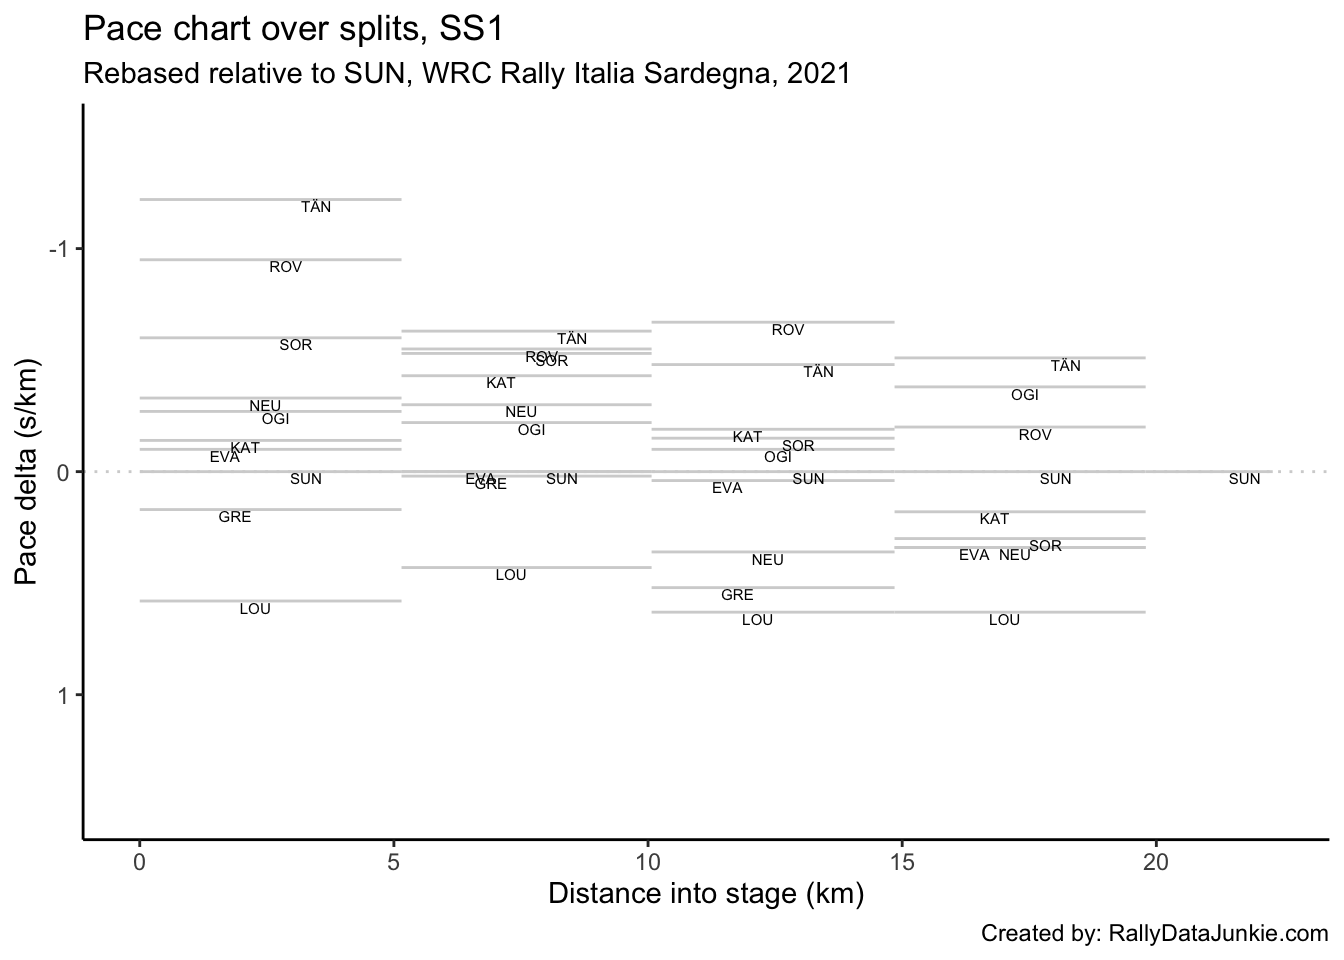 Pace chart over splits, SS1
Rebased relative to SUN, WRC Rally Italia Sardegna, 2021
Pace delta (s/km)
-1
0
1
TÄN
ROV
SOR
NEU
OGI
KAT
EVA
SUN
GRE
LOU
TÄN
ROV
SOR
KAT
NEU
OGI
EVA
SUN
GRE
LOU
ROV
TÄN
KAT
SOR
OGI
SUN
EVA
NEU
GRE
LOU
TÄN
OGI
ROV
SUN
KAT
SOR
EVA NEU
LOU
SUN
0 5 10 15 20
Distance into stage (km)
Created by: RallyDataJunkie.com